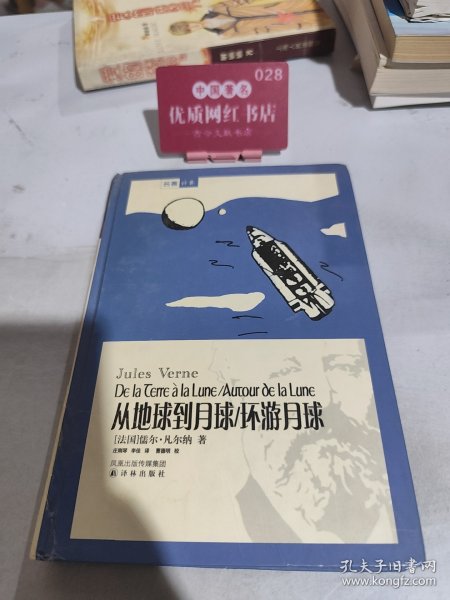 028
中国著名
优质网红书店
Jules Verne
De la Terre à la Lune/Autour de la Lune
从地球到月球/环游月球
[法国]儒尔·凡尔纳 著
凤凰出版传媒集团
译林出版社
孔夫子旧书网
www.kongfz.com